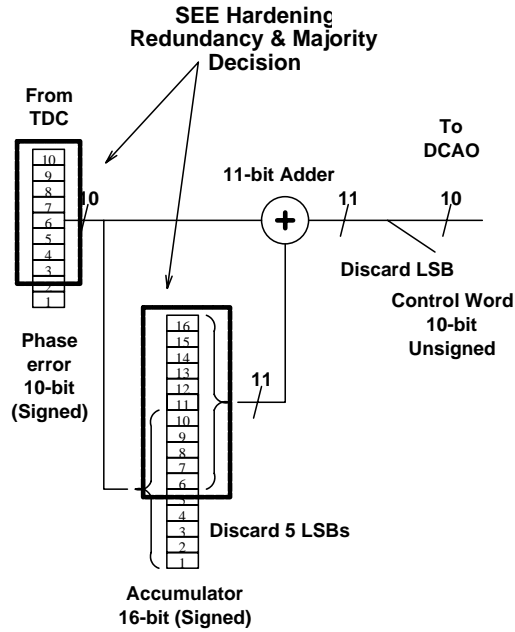 SEE Hardening
Redundancy & Majority
Decision
From
TDC
10
9
8
7
6
5
4
3
2
1
10
Phase
error
10-bit
(Signed)
11-bit Adder
+
11
To
DCAO
10
Discard LSB
Control Word
10-bit
Unsigned
16
15
14
13
12
11
10
9
8
7
6
5
4
3
2
1
11
Discard 5 LSBs
Accumulator
16-bit (Signed)